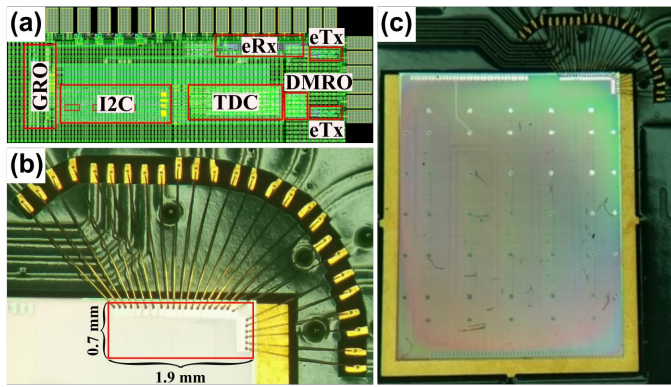 (a)
eRx
eTx
GRO
I2C
TDC
DMRO
eTx
(b)
0.7 mm
1.9 mm
(c)